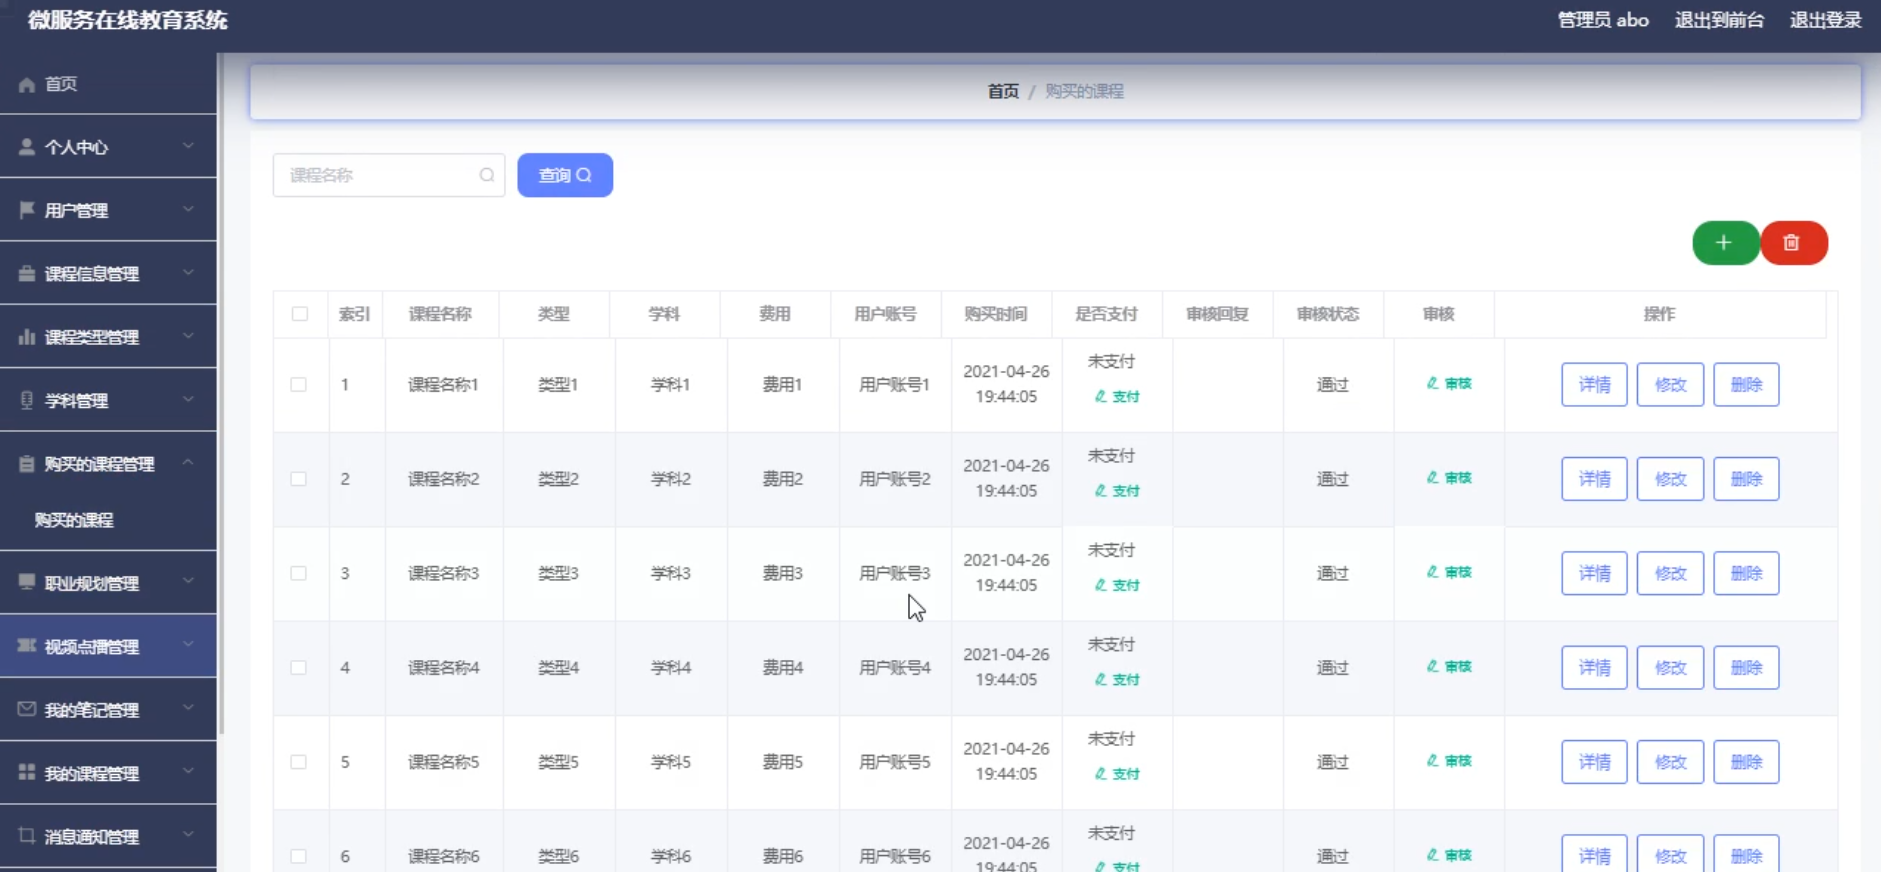 微服务在线教育系统
管理员 abo 退出到前台 退出登录
首页
个人中心
用户管理
课程信息管理
课程类型管理
学科管理
购买的课程管理
购买的课程
职业规划管理
视频点播管理
我的笔记管理
我的课程管理
消息通知管理
首页 / 购买的课程
课程名称 查询
索引 课程名称 类型 学科 费用 用户账号 购买时间 是否支付 审核回复 审核状态 审核 操作
1 课程名称1 类型1 学科1 费用1 用户账号1 2021-04-26 19:44:05 未支付 支付 通过 审核 详情 修改 删除
2 课程名称2 类型2 学科2 费用2 用户账号2 2021-04-26 19:44:05 未支付 支付 通过 审核 详情 修改 删除
3 课程名称3 类型3 学科3 费用3 用户账号3 2021-04-26 19:44:05 未支付 支付 通过 审核 详情 修改 删除
4 课程名称4 类型4 学科4 费用4 用户账号4 2021-04-26 19:44:05 未支付 支付 通过 审核 详情 修改 删除
5 课程名称5 类型5 学科5 费用5 用户账号5 2021-04-26 19:44:05 未支付 支付 通过 审核 详情 修改 删除
6 课程名称6 类型6 学科6 费用6 用户账号6 2021-04-26 19:44:05 未支付 支付 通过 审核 详情 修改 删除